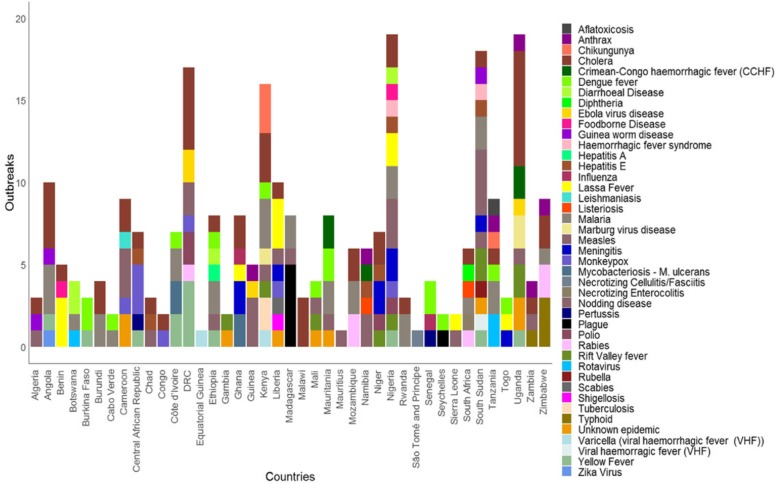 20
15
10
5
0
Outbreaks
Algeria
Angola
Benin
Botswana
Burkina Faso
Burundi
Cabo Verde
Cameroon
Central African Republic
Chad
Congo
Côte d'Ivoire
DRC
Equatorial Guinea
Ethiopia
Gambia
Ghana
Guinea
Kenya
Liberia
Madagascar
Malawi
Mali
Mauritania
Mauritius
Mozambique
Namibia
Niger
Nigeria
Rwanda
São Tomé and Principe
Senegal
Seychelles
Sierra Leone
South Africa
South Sudan
Tanzania
Togo
Uganda
Zambia
Zimbabwe
Countries
Aflatoxicosis
Anthrax
Chikungunya
Cholera
Crimean-Congo haemorrhagic fever (CCHF)
Dengue fever
Diarrhoeal Disease
Diphtheria
Ebola virus disease
Foodborne Disease
Guinea worm disease
Haemorrhagic fever syndrome
Hepatitis A
Hepatitis E
Influenza
Lassa Fever
Leishmaniasis
Listeriosis
Malaria
Marburg virus disease
Measles
Meningitis
Monkeypox
Mycobacteriosis - M. ulcerans
Necrotizing Cellulitis/Fasciitis
Necrotizing Enterocolitis
Nodding disease
Pertussis
Plague
Polio
Rabies
Rift Valley fever
Rotavirus
Rubella
Scabies
Shigellosis
Tuberculosis
Typhoid
Unknown epidemic
Varicella (viral haemorrhagic fever (VHF))
Viral haemorragic fever (VHF)
Yellow Fever
Zika Virus